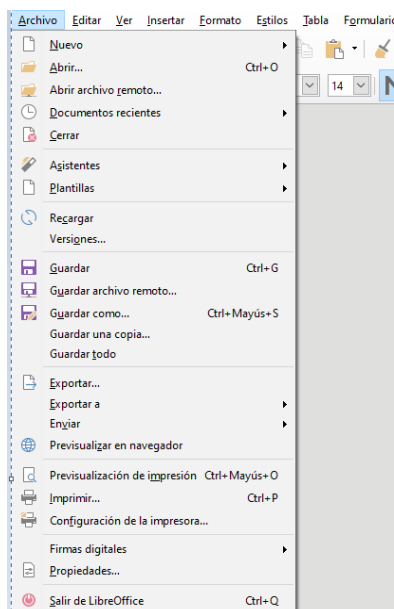 Archivo Editar Ver Insertar Formato Estilos Tabla Formulario
Nuevo
Abrir... Ctrl+O
Abrir archivo remoto...
14 N
Documentos recientes
Cerrar
Asistentes
Plantillas
Recargar
Versiones...
Guardar Ctrl+G
Guardar archivo remoto...
Guardar como... Ctrl+Mayús+S
Guardar una copia...
Guardar todo
Exportar...
Exportar a
Enviar
Previsualizar en navegador
Previsualización de impresión Ctrl+Mayús+O
Imprimir... Ctrl+P
Configuración de la impresora...
Firmas digitales
Propiedades...
Salir de LibreOffice Ctrl+Q